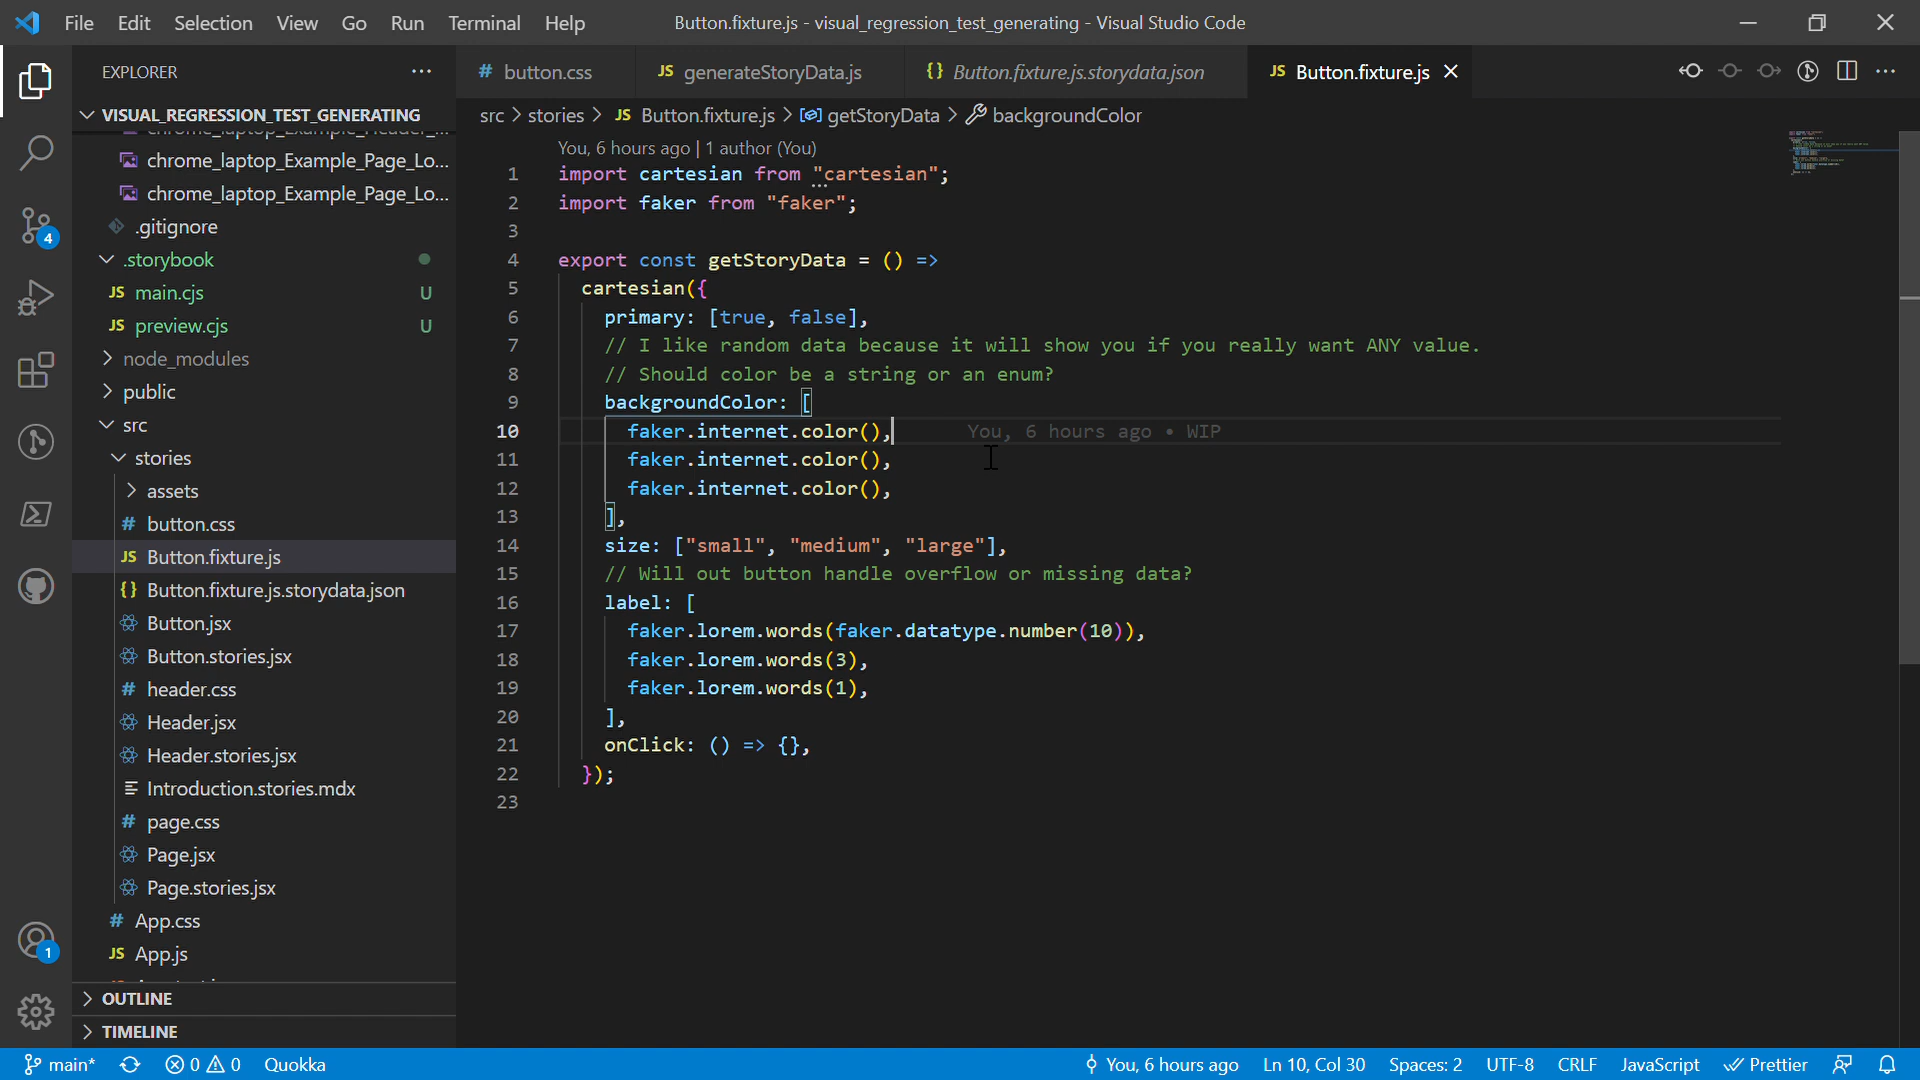 File Edit Selection View Go Run Terminal Help Button.fixture.js - visual_regression_test_generating - Visual Studio Code
EXPLORER ···
VISUAL_REGRESSION_TEST_GENERATING
chrome_laptop_Example_Header_...
chrome_laptop_Example_Page_Lo...
chrome_laptop_Example_Page_Lo...
.gitignore
.storybook
JS main.cjs U
JS preview.cjs U
node_modules
public
src
stories
assets
# button.css
JS Button.fixture.js
{} Button.fixture.js.storydata.json
Button.jsx
Button.stories.jsx
# header.css
Header.jsx
Header.stories.jsx
Introduction.stories.mdx
# page.css
Page.jsx
Page.stories.jsx
# App.css
JS App.js
OUTLINE
TIMELINE
4
1
# button.css JS generateStoryData.js {} Button.fixture.js.storydata.json JS Button.fixture.js
src > stories > JS Button.fixture.js > getStoryData > backgroundColor
You, 6 hours ago | 1 author (You)
1 import cartesian from "cartesian";
2 import faker from "faker";
3
4 export const getStoryData = () =>
5 cartesian({
6 primary: [true, false],
7 // I like random data because it will show you if you really want ANY value.
8 // Should color be a string or an enum?
9 backgroundColor: [
10 faker.internet.color(), You, 6 hours ago • WIP
11 faker.internet.color(),
12 faker.internet.color(),
13 ],
14 size: ["small", "medium", "large"],
15 // Will out button handle overflow or missing data?
16 label: [
17 faker.lorem.words(faker.datatype.number(10)),
18 faker.lorem.words(3),
19 faker.lorem.words(1),
20 ],
21 onClick: () => {},
22 });
23
main* 0 0 Quokka You, 6 hours ago Ln 10, Col 30 Spaces: 2 UTF-8 CRLF JavaScript Prettier